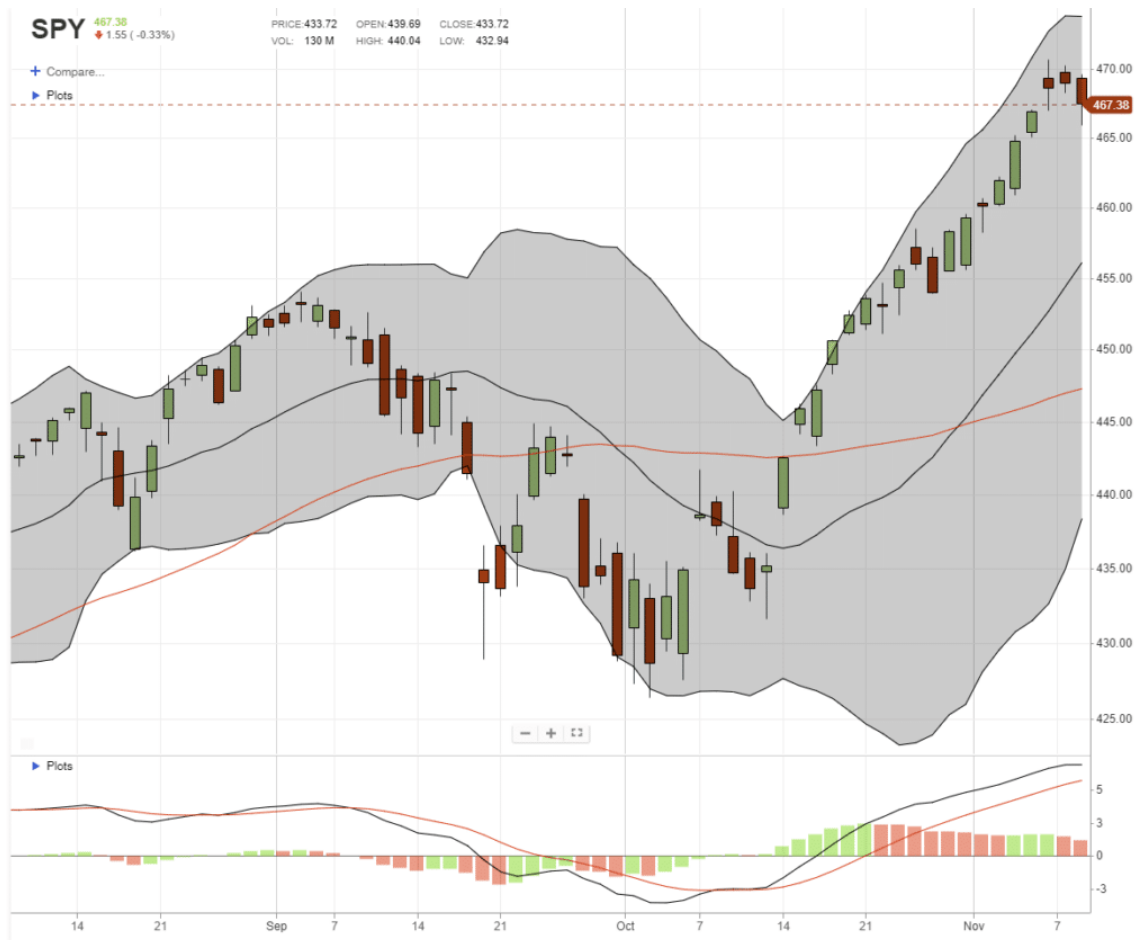 SPY 467.38
1.55 ( -0.33%)
PRICE:433.72 OPEN:439.69 CLOSE:433.72
VOL: 130 M HIGH: 440.04 LOW: 432.94
+ Compare...
Plots
470.00
467.38
465.00
460.00
455.00
450.00
445.00
440.00
435.00
430.00
425.00
Plots
5
3
0
-3
14 21 Sep 7 14 21 Oct 7 14 21 Nov 7